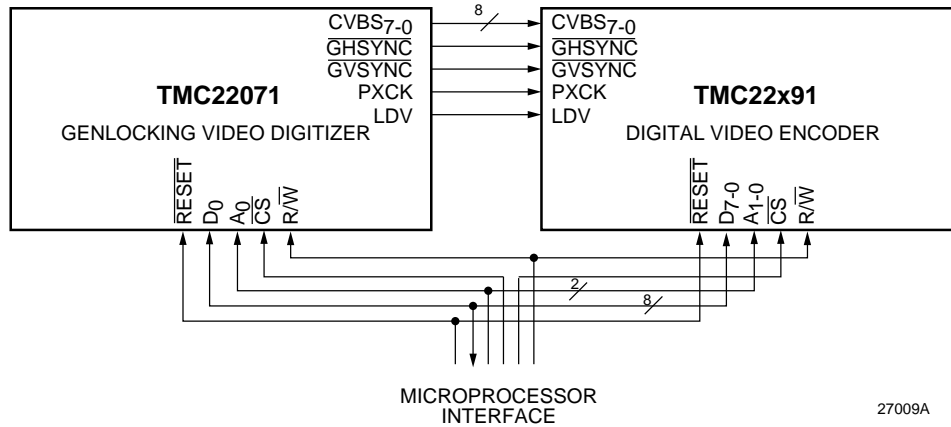 CVBS7-0
GHSYNC
GVSYNC
PXCK
LDV
TMC22071
GENLOCKING VIDEO DIGITIZER
RESET
D0
A0
CS
R/W
8
CVBS7-0
GHSYNC
GVSYNC
PXCK
LDV
TMC22x91
DIGITAL VIDEO ENCODER
RESET
D7-0
A1-0
CS
R/W
2
8
MICROPROCESSOR
INTERFACE
27009A